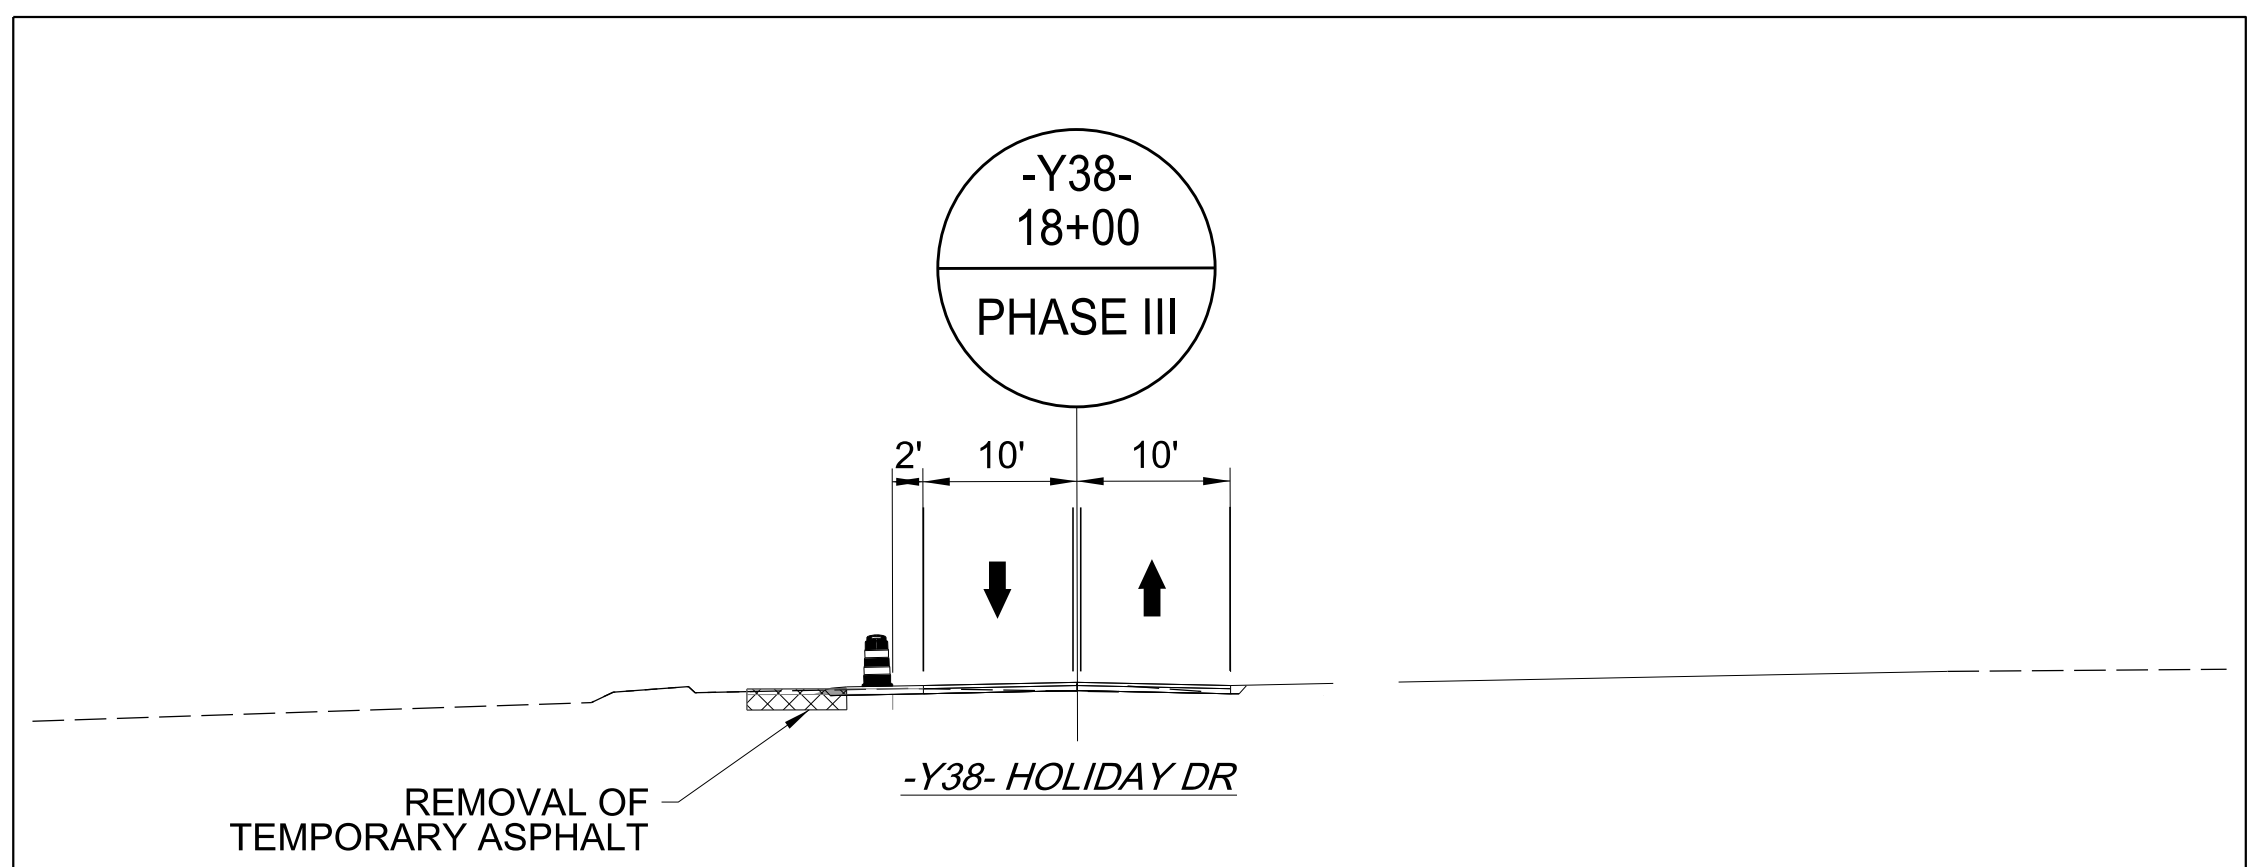 -Y38-
18+00
PHASE III
2' 10' 10'
-Y38- HOLIDAY DR
REMOVAL OF
TEMPORARY ASPHALT